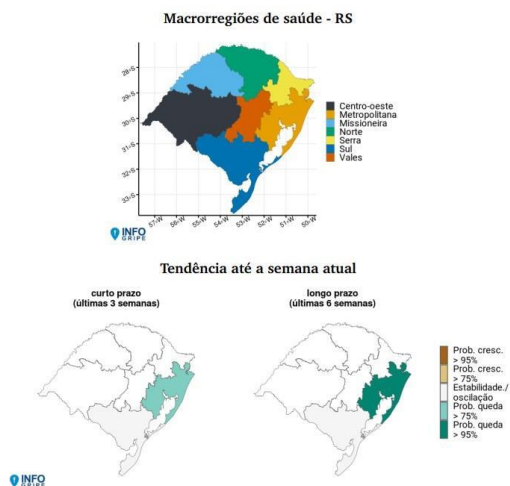 Macrorregiões de saúde - RS
28°S
29°S
30°S
31°S
32°S
33°S
57°W 56°W 55°W 54°W 53°W 52°W 51°W 50°W
Centro-oeste
Metropolitana
Missioneira
Norte
Serra
Sul
Vales
INFO
GRIPE
Tendência até a semana atual
curto prazo
(últimas 3 semanas)
longo prazo
(últimas 6 semanas)
Prob. cresc.
> 95%
Prob. cresc.
> 75%
Estabilidade./
oscilação
Prob. queda
> 75%
Prob. queda
> 95%
INFO
GRIPE